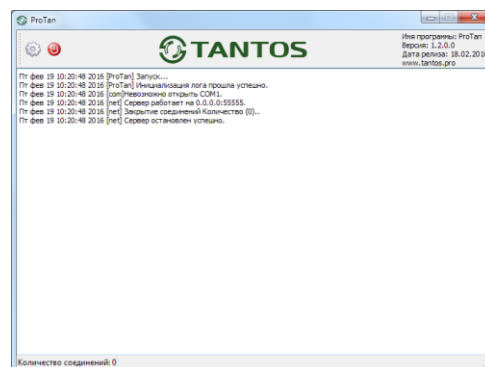 ProTan
TANTOS
Имя программы: ProTan
Версия: 1.2.0.0
Дата релиза: 18.02.2016
www.tantos.pro
Пт фев 19 10:20:48 2016 [ProTan] Запуск...
Пт фев 19 10:20:48 2016 [ProTan] Инициализация лога прошла успешно.
Пт фев 19 10:20:48 2016 [com]Невозможно открыть COM1.
Пт фев 19 10:20:48 2016 [net] Сервер работает на 0.0.0.0:55555.
Пт фев 19 10:20:48 2016 [net] Закрытие соединений Количество (0)..
Пт фев 19 10:20:48 2016 [net] Сервер остановлен успешно.
Количество соединений: 0